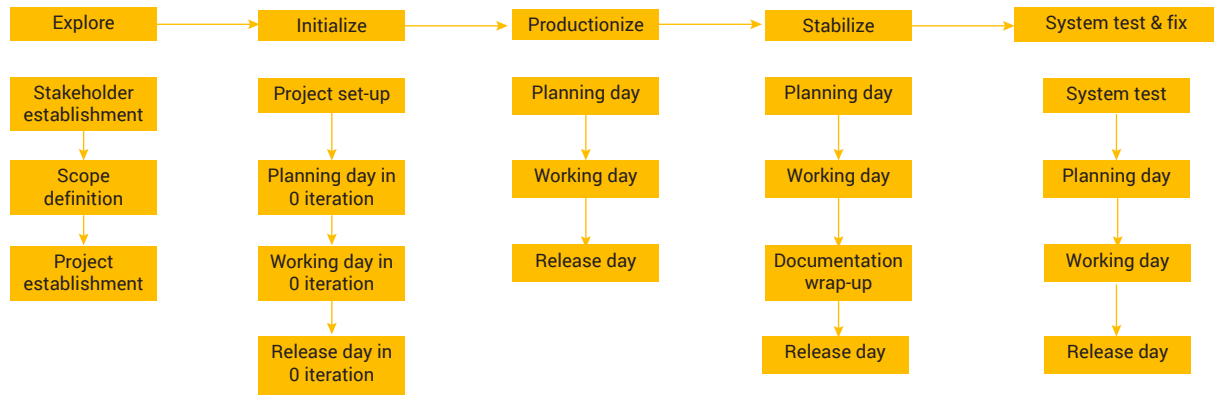 Explore
Initialize
Productionize
Stabilize
System test & fix
Stakeholder
establishment
Scope
definition
Project
establishment
Project set-up
Planning day in
0 iteration
Working day in
0 iteration
Release day in
0 iteration
Planning day
Working day
Release day
Planning day
Working day
Documentation
wrap-up
Release day
System test
Planning day
Working day
Release day